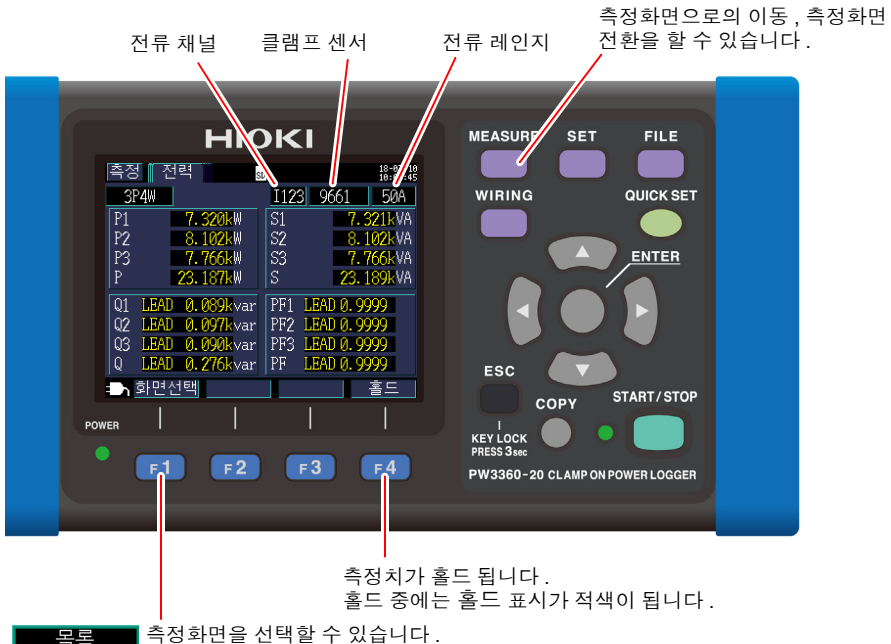 측정화면으로의 이동 , 측정화면
전환을 할 수 있습니다 .
전류 채널
클램프 센서
전류 레인지
HIOKI
측정 전력
3P4W
I123 9661 50A
P1 7.320kW S1 7.321kVA
P2 8.102kW S2 8.102kVA
P3 7.766kW S3 7.766kVA
P 23.187kW S 23.189kVA
Q1 LEAD 0.089kvar PF1 LEAD 0.9999
Q2 LEAD 0.097kvar PF2 LEAD 0.9999
Q3 LEAD 0.090kvar PF3 LEAD 0.9999
Q LEAD 0.276kvar PF LEAD 0.9999
화면선택 홀드
POWER
F1 F2 F3 F4
MEASURE SET FILE
WIRING QUICK SET
ENTER
ESC
COPY
START / STOP
KEY LOCK
PRESS 3 sec
PW3360-20 CLAMP ON POWER LOGGER
측정치가 홀드 됩니다 .
홀드 중에는 홀드 표시가 적색이 됩니다 .
목록
측정화면을 선택할 수 있습니다 .